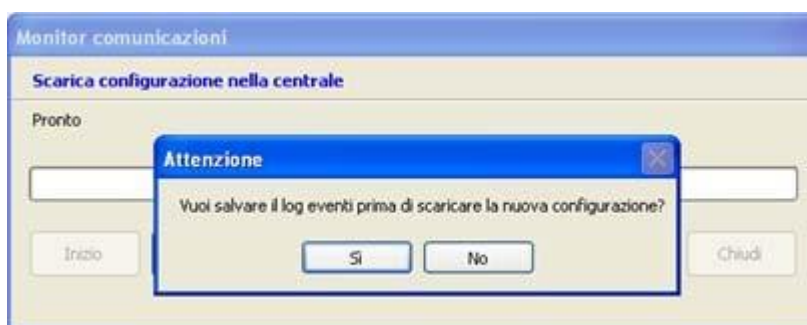 Monitor comunicazioni
Scarica configurazione nella centrale
Pronto
Attenzione
Vuoi salvare il log eventi prima di scaricare la nuova configurazione?
Inizio Sì No Chiudi